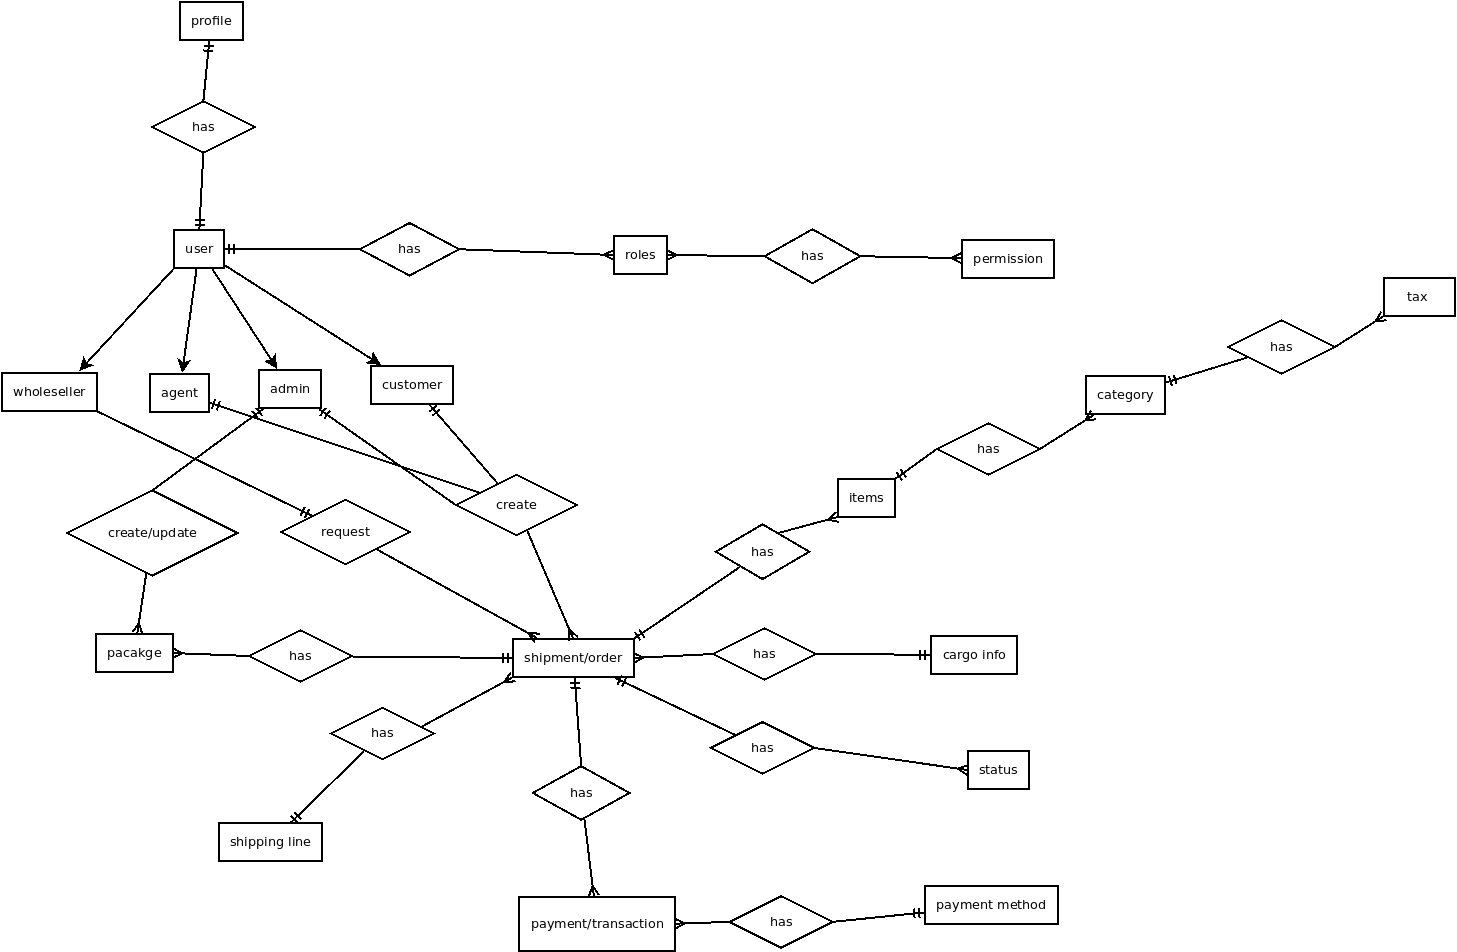 profile
has
user
has
roles
has
permission
tax
has
wholeseller
agent
admin
customer
category
has
items
create/update
request
create
has
pacakge
has
shipment/order
has
cargo info
has
has
status
has
shipping line
payment/transaction
has
payment method